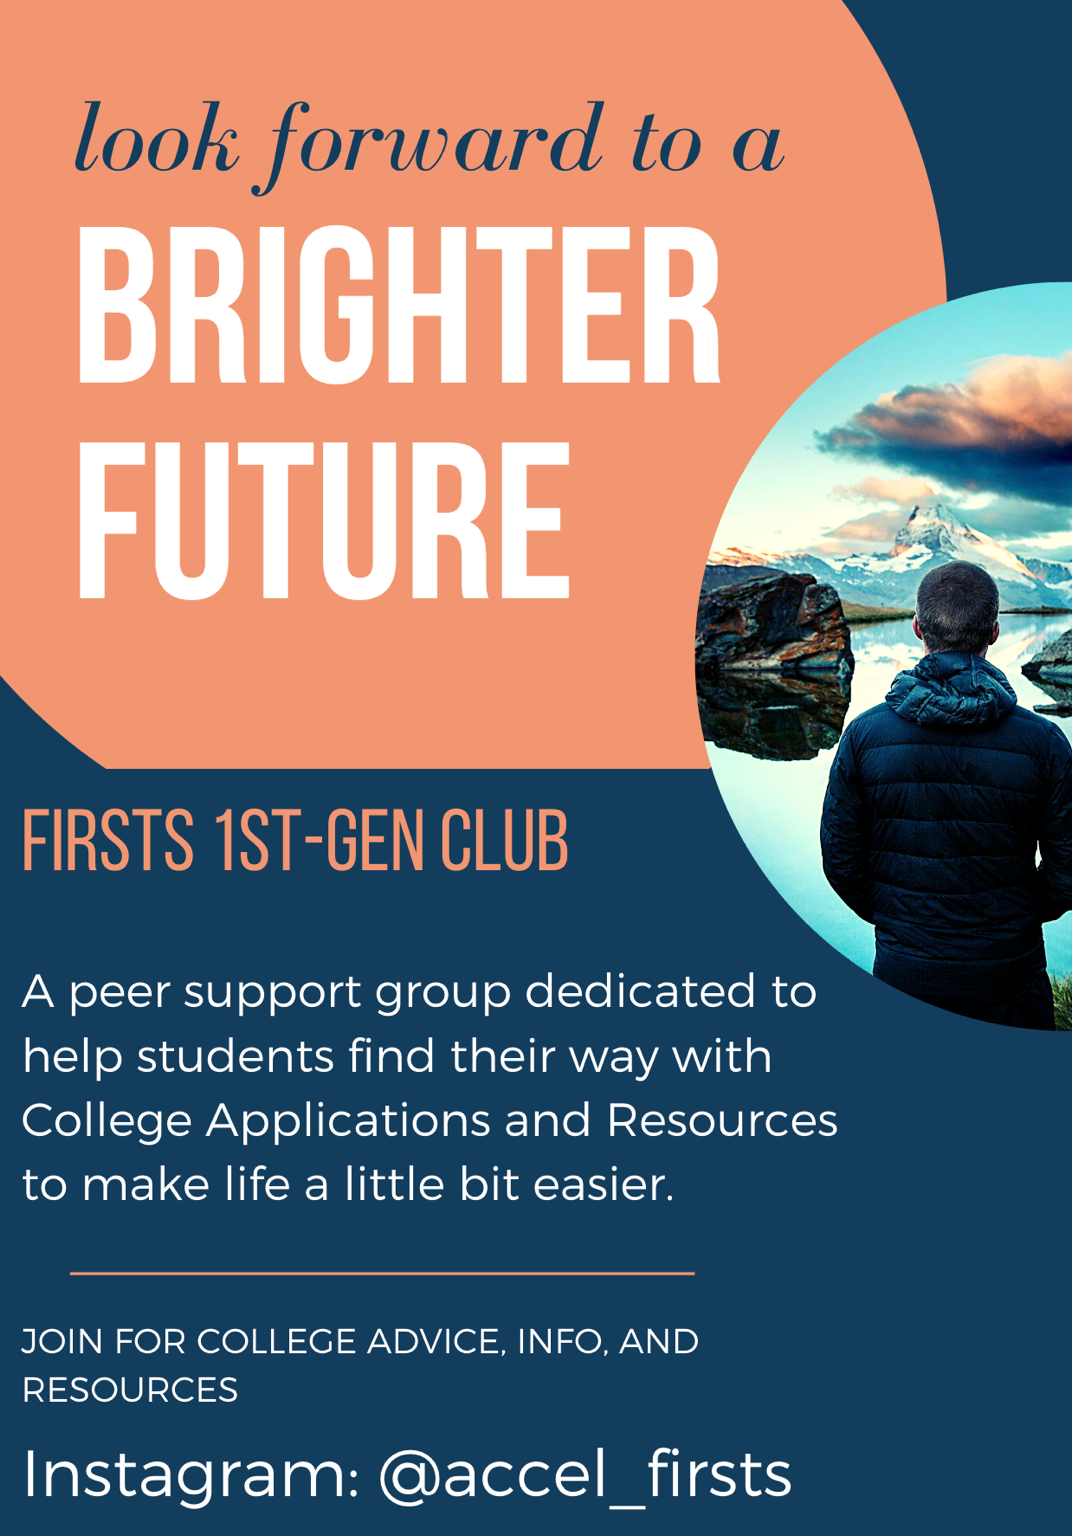 look forward to a
BRIGHTER
FUTURE
FIRSTS 1ST-GEN CLUB
A peer support group dedicated to
help students find their way with
College Applications and Resources
to make life a little bit easier.
JOIN FOR COLLEGE ADVICE, INFO, AND
RESOURCES
Instagram: @accel_firsts